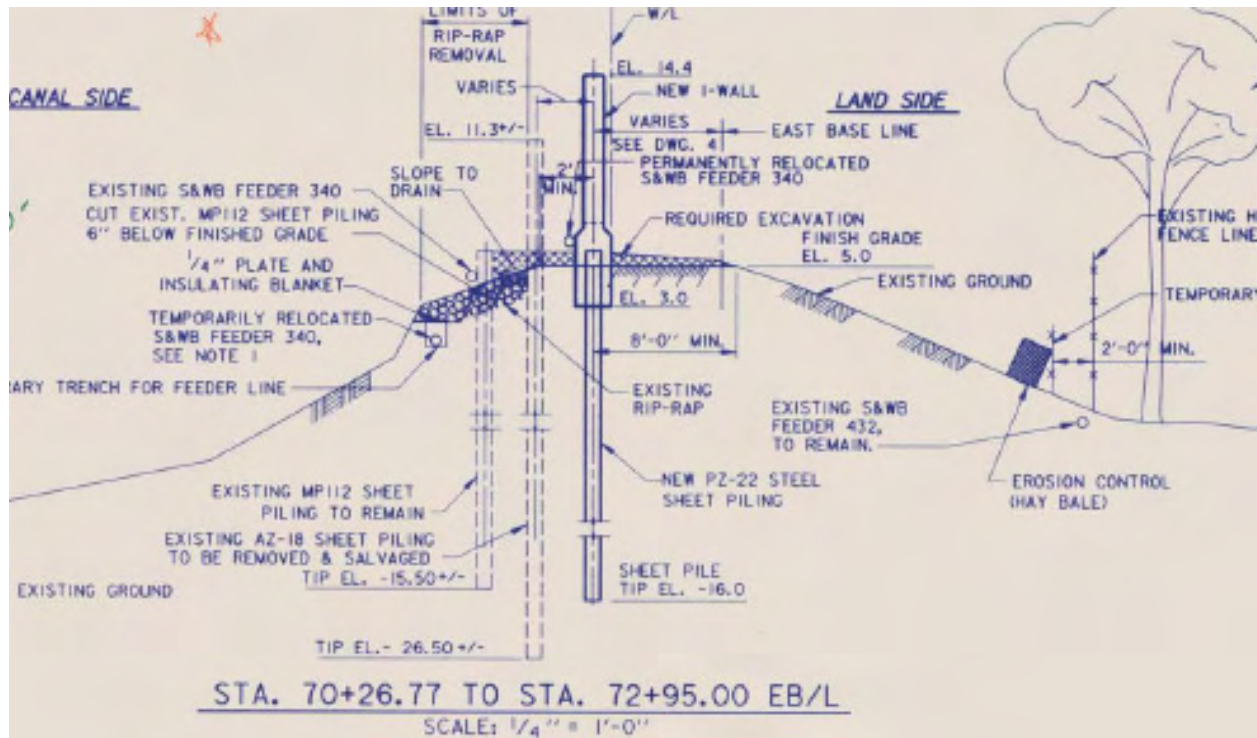 LIMITS OF
RIP-RAP
REMOVAL
W/L
CANAL SIDE
VARIES
EL. 14.4
NEW I-WALL
LAND SIDE
EL. 11.3+/-
VARIES
EAST BASE LINE
SEE DWG. 4
2'
MIN.
PERMANENTLY RELOCATED
S&WB FEEDER 340
EXISTING S&WB FEEDER 340
SLOPE TO
DRAIN
CUT EXIST. MP112 SHEET PILING
6" BELOW FINISHED GRADE
REQUIRED EXCAVATION
FINISH GRADE
EL. 5.0
EXISTING H
FENCE LINE
1/4" PLATE AND
INSULATING BLANKET
EXISTING GROUND
EL. 3.0
TEMPORARY
TEMPORARILY RELOCATED
S&WB FEEDER 340,
SEE NOTE 1
8'-0" MIN.
2'-0" MIN.
RARY TRENCH FOR FEEDER LINE
EXISTING
RIP-RAP
EXISTING S&WB
FEEDER 432,
TO REMAIN.
EXISTING MP112 SHEET
PILING TO REMAIN
NEW PZ-22 STEEL
SHEET PILING
EROSION CONTROL
(HAY BALE)
EXISTING AZ-18 SHEET PILING
TO BE REMOVED & SALVAGED
TIP EL. -15.50+/-
SHEET PILE
TIP EL. -16.0
EXISTING GROUND
TIP EL.- 26.50+/-
STA. 70+26.77 TO STA. 72+95.00 EB/L
SCALE: 1/4" = 1'-0"